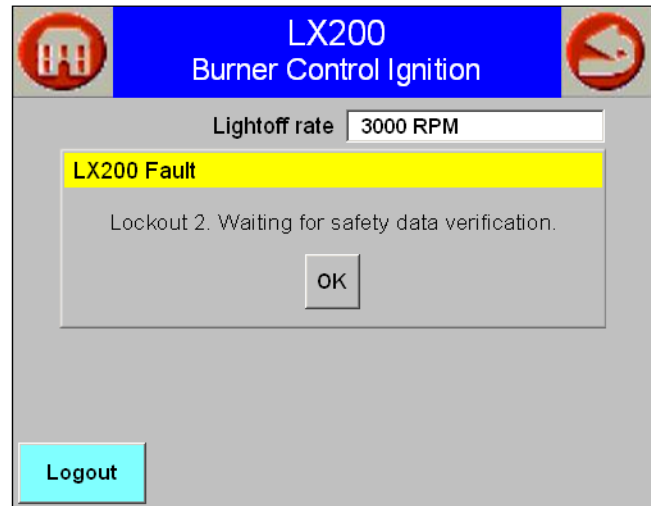 LX200
Burner Control Ignition
Lightoff rate 3000 RPM
LX200 Fault
Lockout 2. Waiting for safety data verification.
OK
Logout